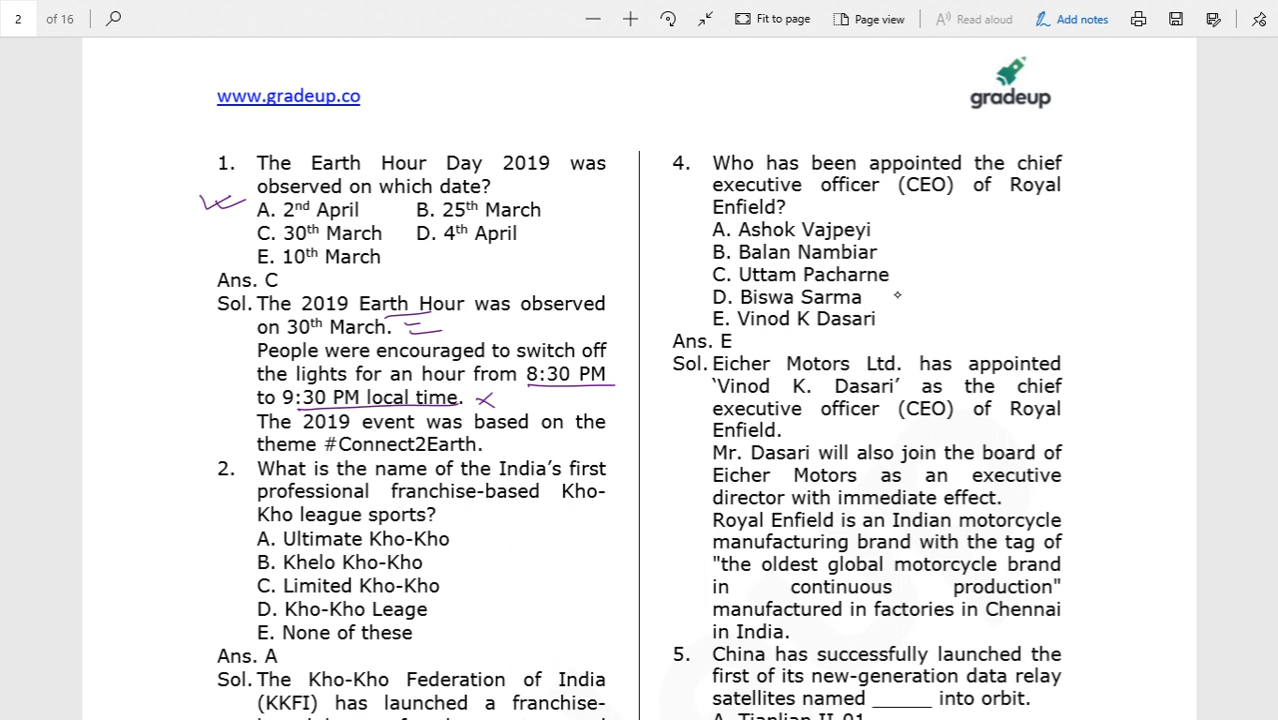 2 of 16 Fit to page Page view Read aloud Add notes
www.gradeup.co
gradeup
1. The Earth Hour Day 2019 was
observed on which date?
A. 2nd April B. 25th March
C. 30th March D. 4th April
E. 10th March
Ans. C
Sol. The 2019 Earth Hour was observed
on 30th March.
People were encouraged to switch off
the lights for an hour from 8:30 PM
to 9:30 PM local time.
The 2019 event was based on the
theme #Connect2Earth.
2. What is the name of the India’s first
professional franchise-based Kho-
Kho league sports?
A. Ultimate Kho-Kho
B. Khelo Kho-Kho
C. Limited Kho-Kho
D. Kho-Kho Leage
E. None of these
Ans. A
Sol. The Kho-Kho Federation of India
(KKFI) has launched a franchise-
4. Who has been appointed the chief
executive officer (CEO) of Royal
Enfield?
A. Ashok Vajpeyi
B. Balan Nambiar
C. Uttam Pacharne
D. Biswa Sarma
E. Vinod K Dasari
Ans. E
Sol. Eicher Motors Ltd. has appointed
‘Vinod K. Dasari’ as the chief
executive officer (CEO) of Royal
Enfield.
Mr. Dasari will also join the board of
Eicher Motors as an executive
director with immediate effect.
Royal Enfield is an Indian motorcycle
manufacturing brand with the tag of
"the oldest global motorcycle brand
in continuous production"
manufactured in factories in Chennai
in India.
5. China has successfully launched the
first of its new-generation data relay
satellites named ______ into orbit.
A. Tianlian II-01